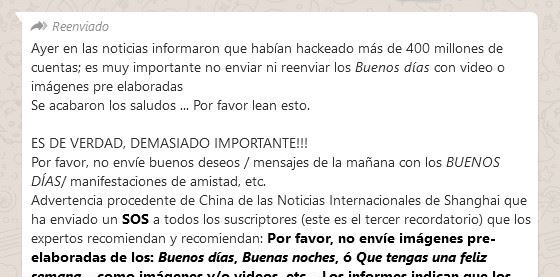 Reenviado
Ayer en las noticias informaron que habían hackeado más de 400 millones de
cuentas; es muy importante no enviar ni reenviar los Buenos días con video o
imágenes pre elaboradas
Se acabaron los saludos ... Por favor lean esto.
ES DE VERDAD, DEMASIADO IMPORTANTE!!!
Por favor, no envíe buenos deseos / mensajes de la mañana con los BUENOS
DÍAS/ manifestaciones de amistad, etc.
Advertencia procedente de China de las Noticias Internacionales de Shanghai que
ha enviado un SOS a todos los suscriptores (este es el tercer recordatorio) que los
expertos recomiendan y recomiendan: Por favor, no envíe imágenes pre-
elaboradas de los: Buenos días, Buenas noches, ó Que tengas una feliz
semana... como imágenes y/o videos, etc... Los informes indican que los